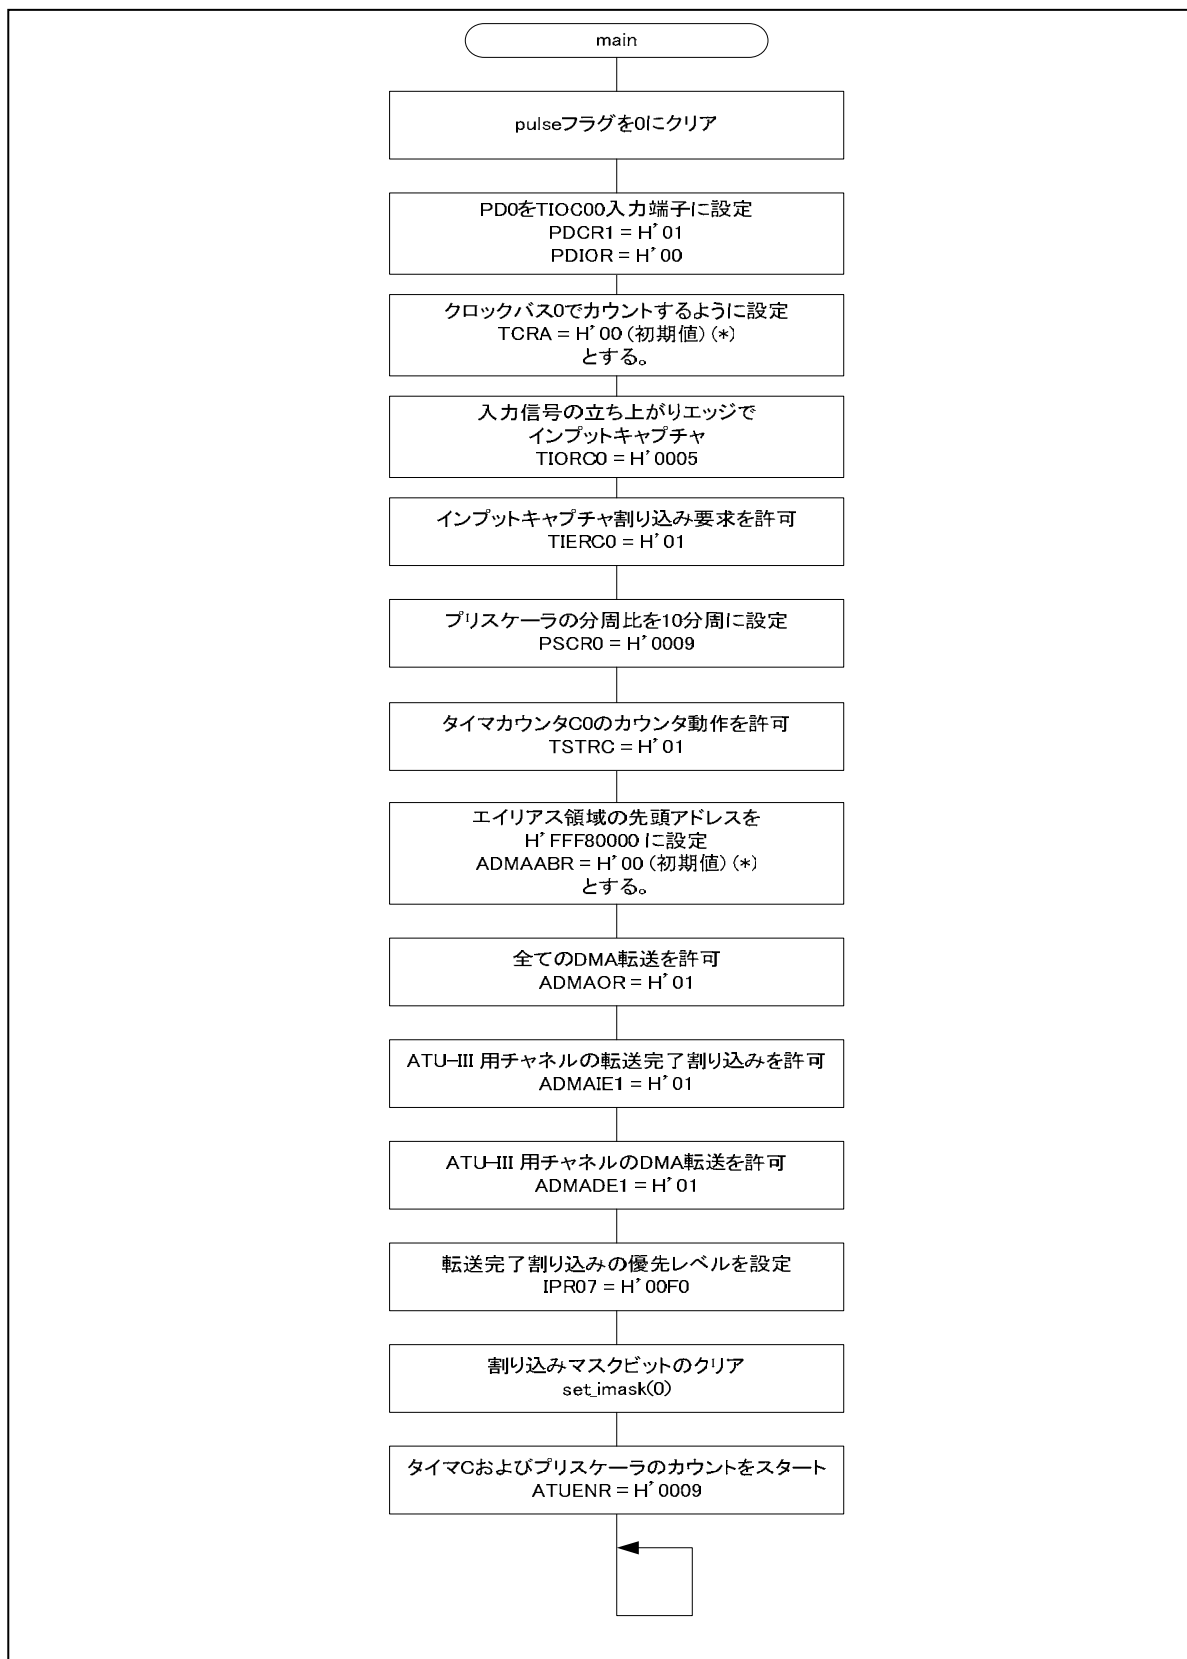 main
pulseフラグを0にクリア
PD0をTIOC00入力端子に設定
PDCR1 = H'01
PDIOR = H'00
クロックバス0でカウントするように設定
TCRA = H'00 (初期値) (*)
とする。
入力信号の立ち上がりエッジで
インプットキャプチャ
TIORC0 = H'0005
インプットキャプチャ割り込み要求を許可
TIERC0 = H'01
プリスケーラの分周比を10分周に設定
PSCR0 = H'0009
タイマカウンタC0のカウンタ動作を許可
TSTRC = H'01
エイリアス領域の先頭アドレスを
H'FFF80000 に設定
ADMAABR = H'00 (初期値) (*)
とする。
全てのDMA転送を許可
ADMAOR = H'01
ATU-III 用チャネルの転送完了割り込みを許可
ADMAIE1 = H'01
ATU-III 用チャネルのDMA転送を許可
ADMADE1 = H'01
転送完了割り込みの優先レベルを設定
IPR07 = H'00F0
割り込みマスクビットのクリア
set_imask(0)
タイマCおよびプリスケーラのカウントをスタート
ATUENR = H'0009